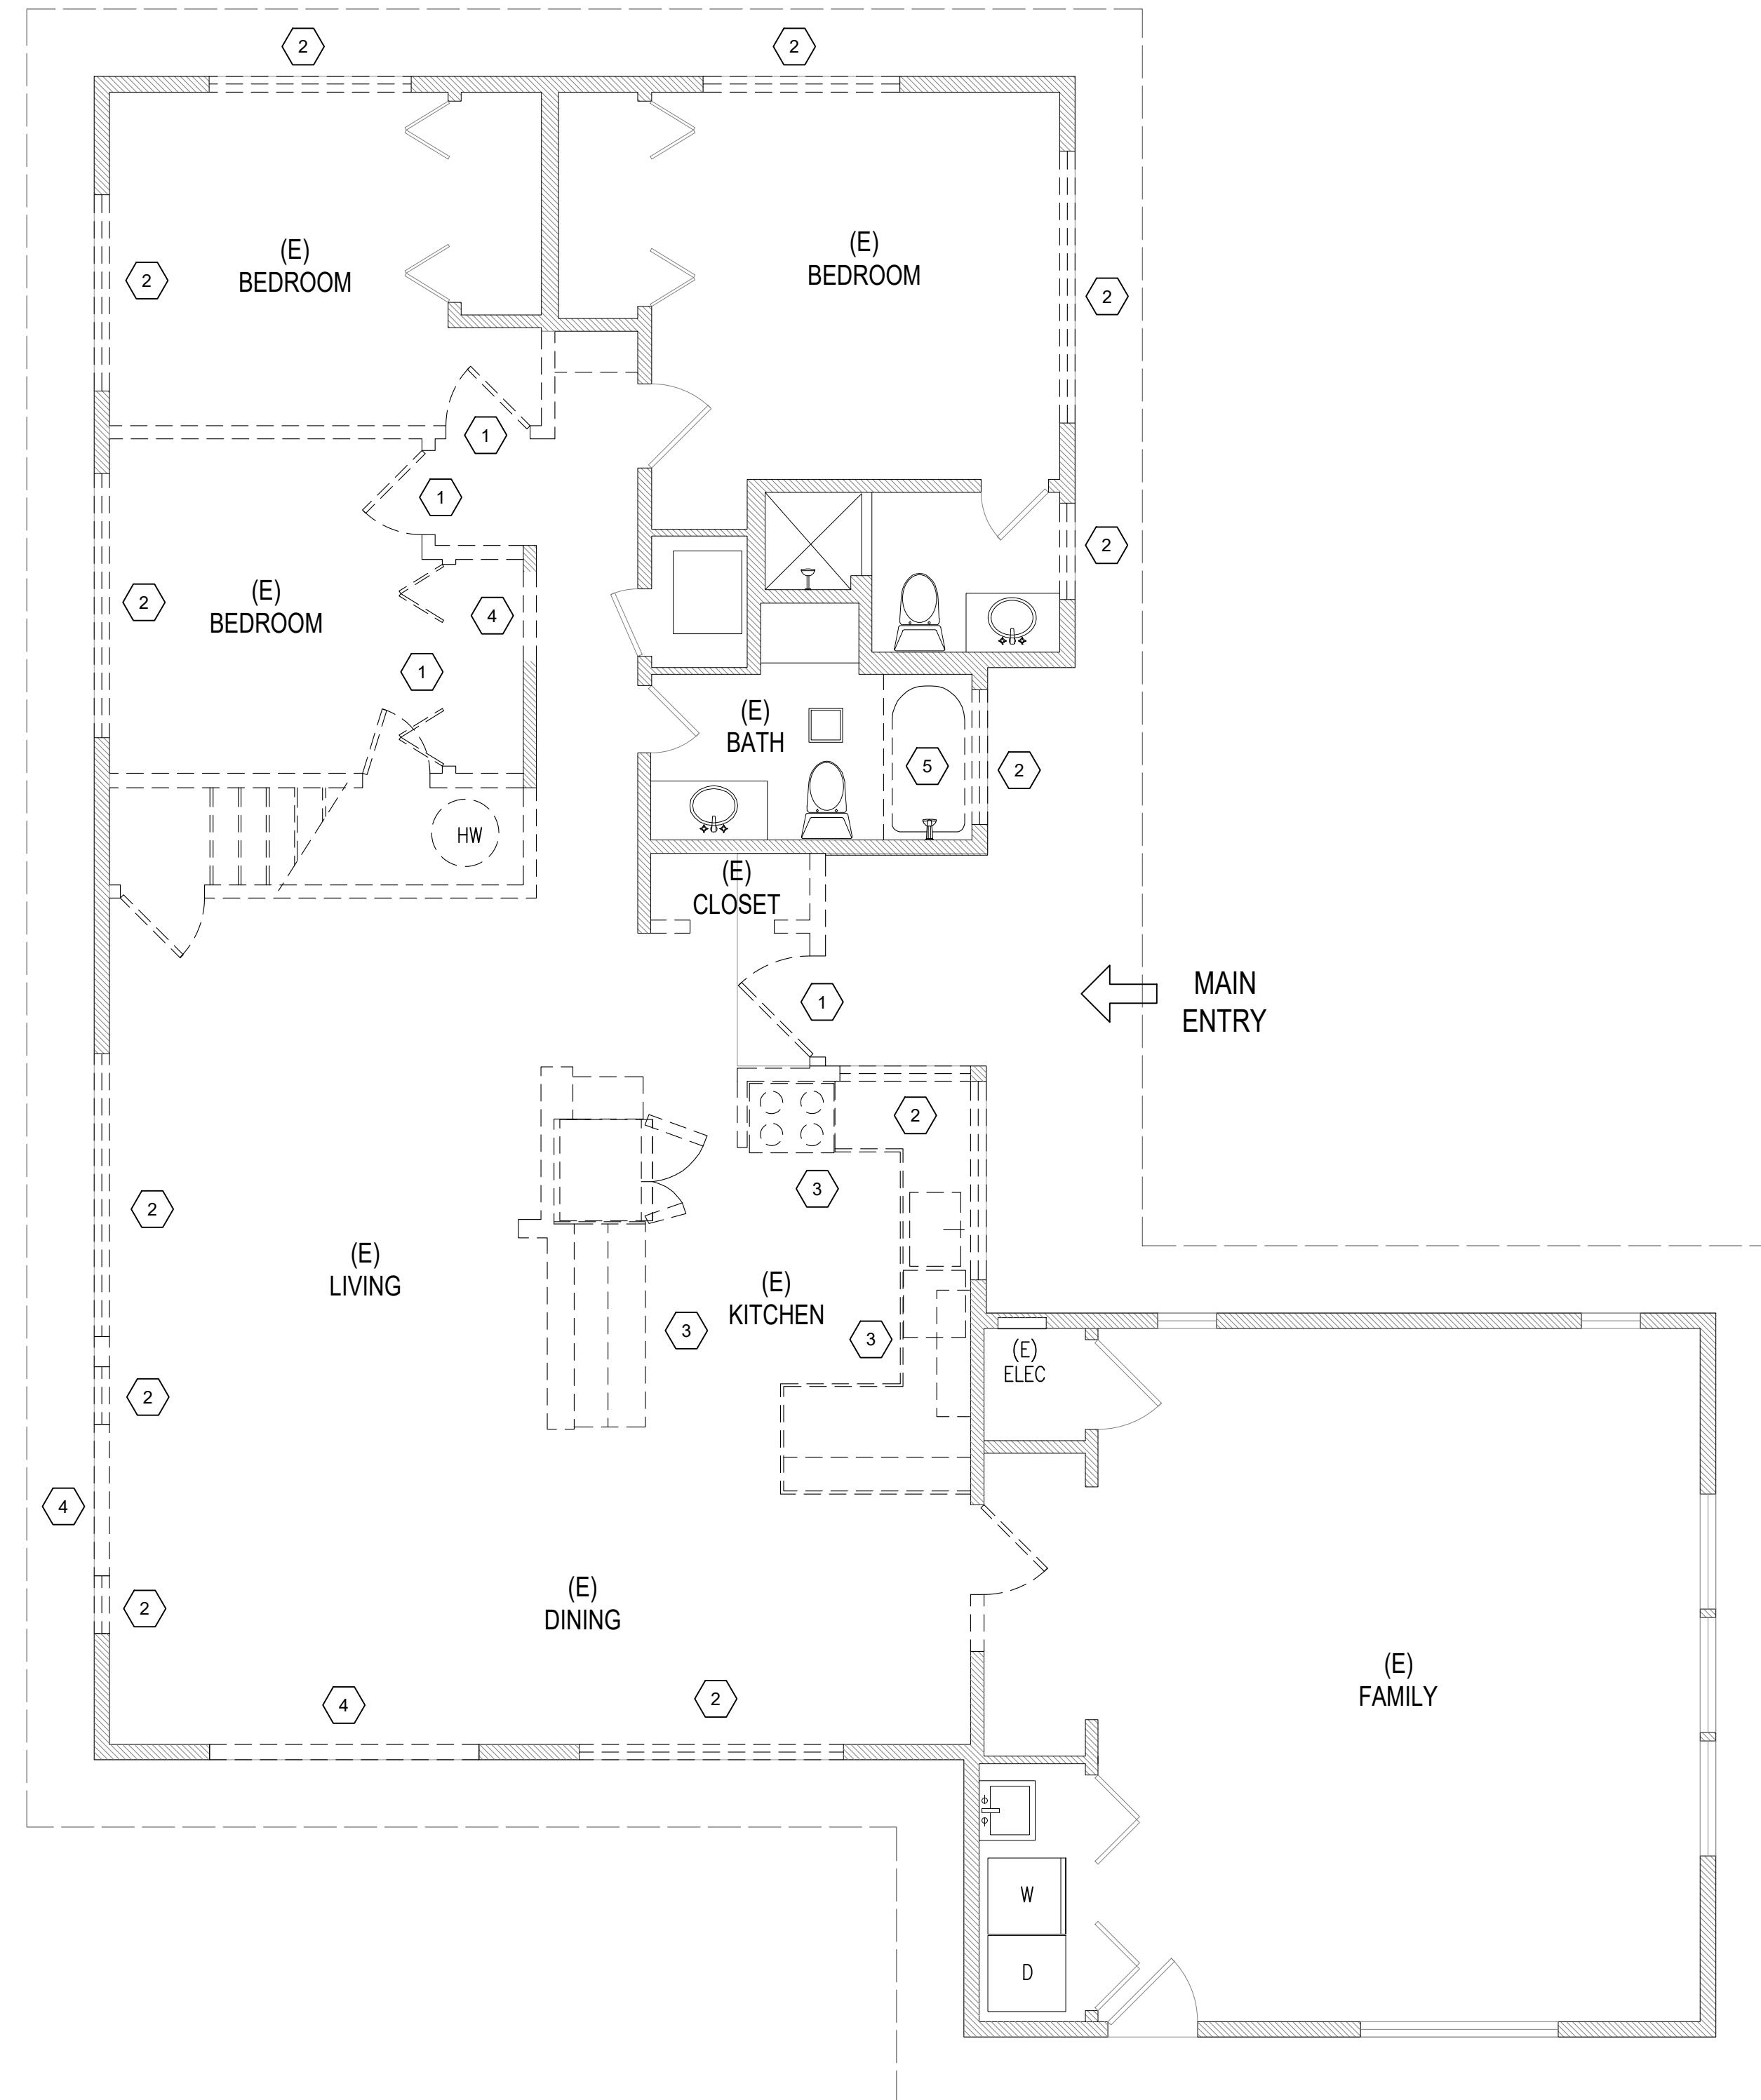 2
2
(E)
BEDROOM
(E)
BEDROOM
2
2
1
1
2
(E)
BEDROOM
2
4
1
(E)
BATH
5
2
HW
(E)
CLOSET
1
MAIN
ENTRY
2
3
2
(E)
LIVING
(E)
KITCHEN
3
3
(E)
ELEC
2
4
2
(E)
DINING
(E)
FAMILY
4
2
W
D